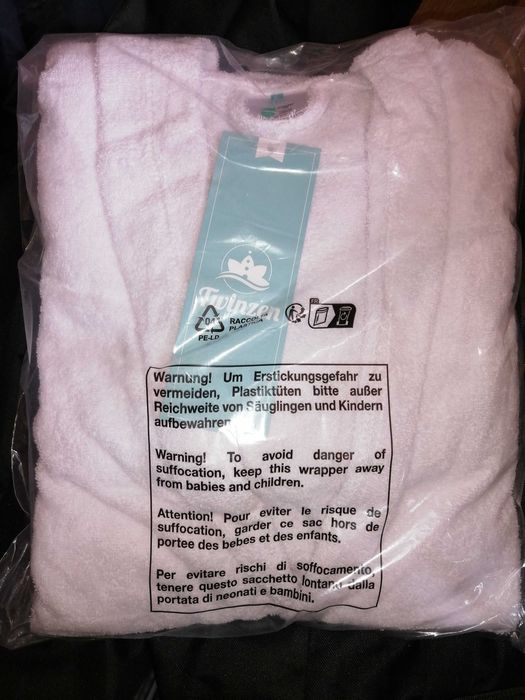 Twinzen
04
PE-LD
RACCOLTA
PLASTICA
Warnung! Um Erstickungsgefahr zu
vermeiden, Plastiktüten bitte außer
Reichweite von Säuglingen und Kindern
aufbewahren.
Warning! To avoid danger of
suffocation, keep this wrapper away
from babies and children.
Attention! Pour eviter le risque de
suffocation, garder ce sac hors de
portee des bebes et des enfants.
Per evitare rischi di soffocamento,
tenere questo sacchetto lontano dalla
portata di neonati e bambini.